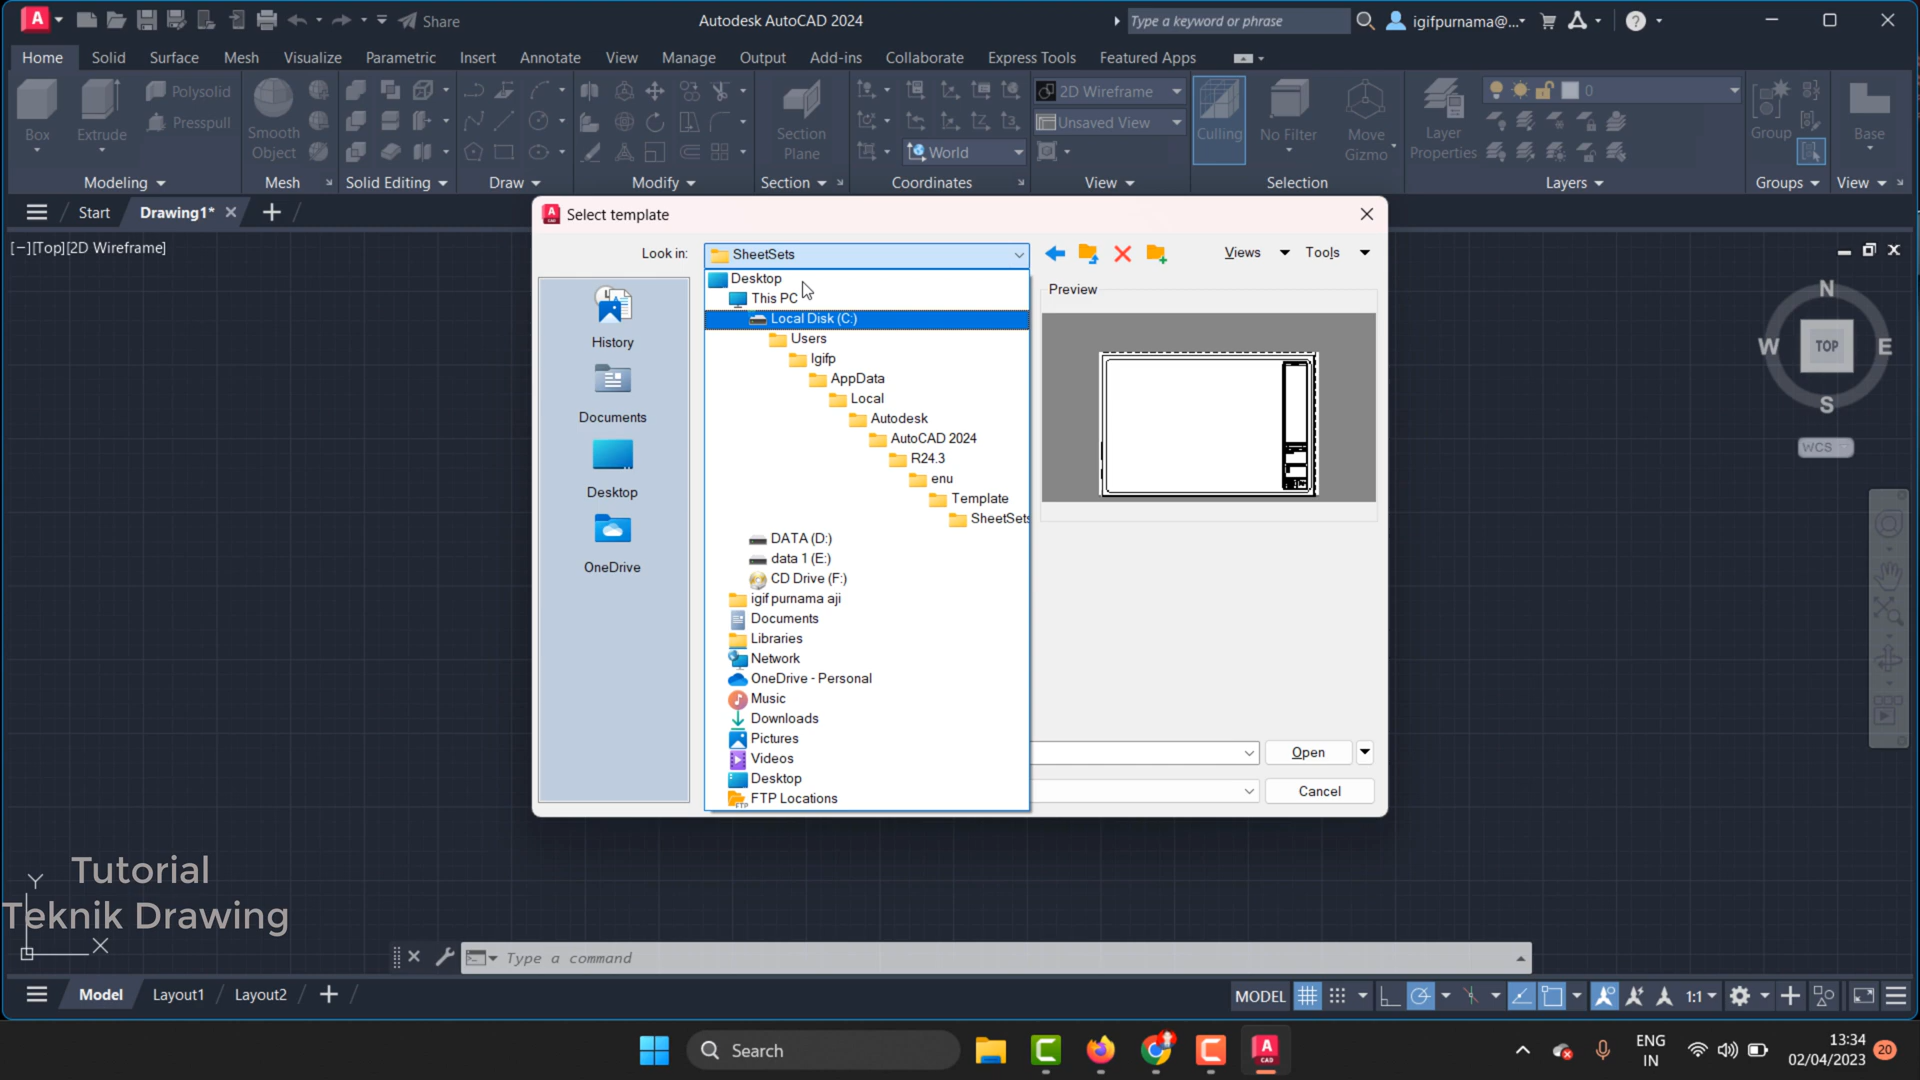 A CAD
Share
Autodesk AutoCAD 2024
Type a keyword or phrase
igifpurnama@...
Home Solid Surface Mesh Visualize Parametric Insert Annotate View Manage Output Add-ins Collaborate Express Tools Featured Apps
Box
Extrude
Polysolid
Presspull
Smooth
Object
Section
Plane
World
2D Wireframe
Unsaved View
Culling
No Filter
Move
Gizmo
Layer
Properties
0
Group
Base
Modeling Mesh Solid Editing Draw Modify Section Coordinates View Selection Layers Groups View
Start Drawing1*
[−][Top][2D Wireframe]
Select template
Look in: SheetSets
Views Tools
History
Documents
Desktop
OneDrive
Desktop
This PC
Local Disk (C:)
Users
Igifp
AppData
Local
Autodesk
AutoCAD 2024
R24.3
enu
Template
SheetSets
DATA (D:)
data 1 (E:)
CD Drive (F:)
igif purnama aji
Documents
Libraries
Network
OneDrive - Personal
Music
Downloads
Pictures
Videos
Desktop
FTP Locations
Preview
Open
Cancel
N
W TOP E
S
WCS
Tutorial
Teknik Drawing
Y
X
Type a command
Model Layout1 Layout2
MODEL 1:1
Search
ENG
IN
13:34
02/04/2023
20